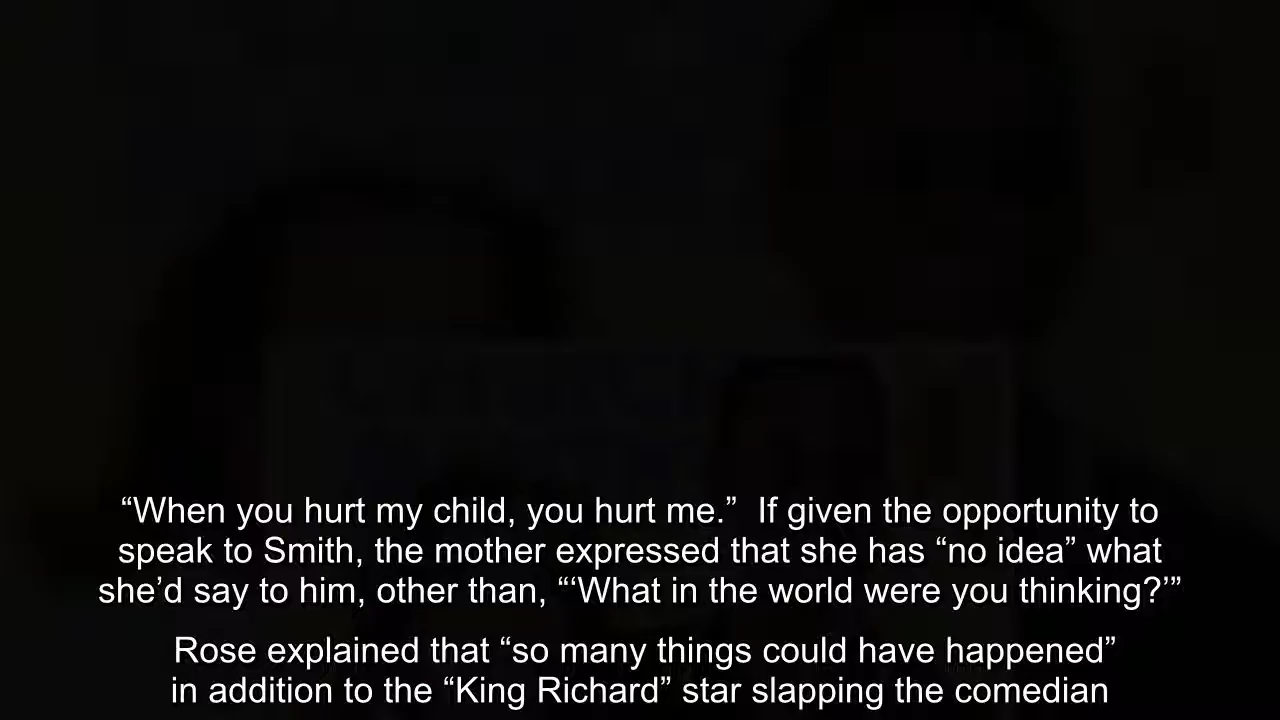 “When you hurt my child, you hurt me.”  If given the opportunity to
speak to Smith, the mother expressed that she has “no idea” what
she’d say to him, other than, “‘What in the world were you thinking?’”
Rose explained that “so many things could have happened”
in addition to the “King Richard” star slapping the comedian